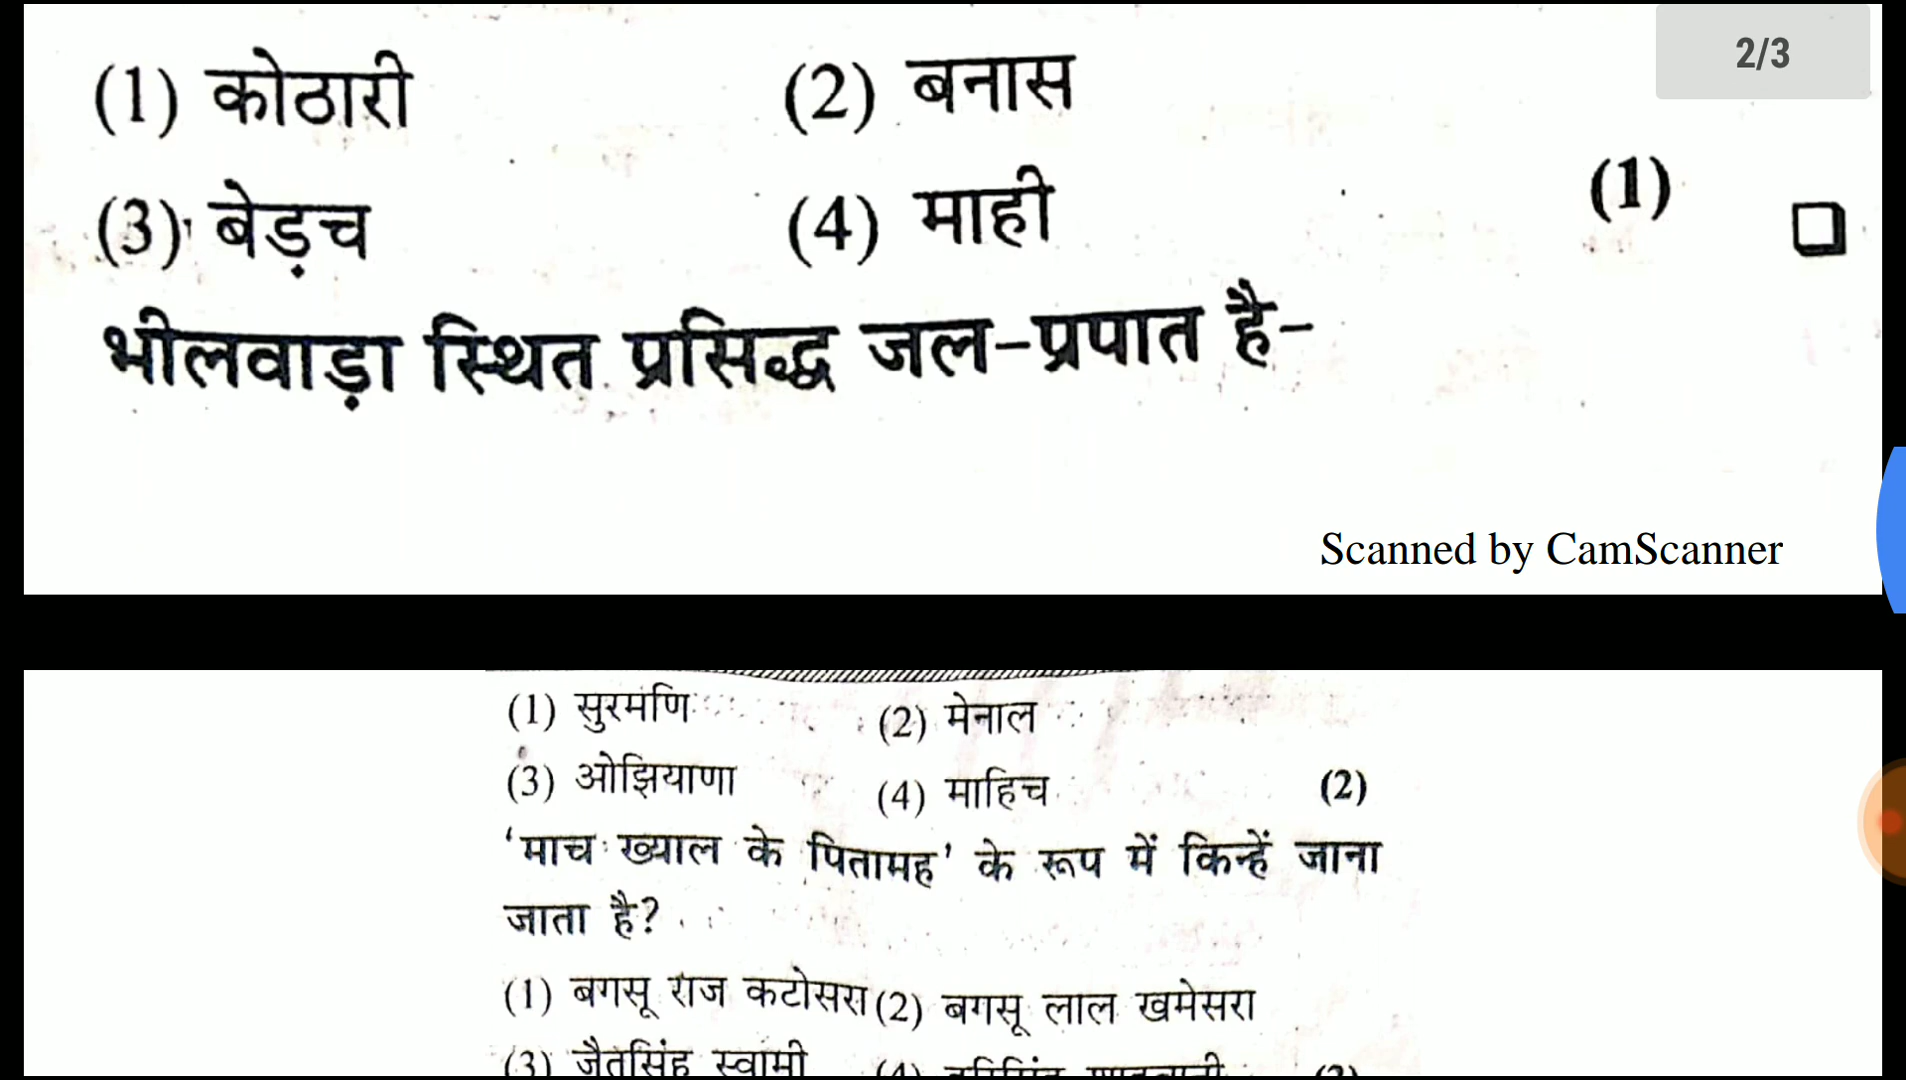 2/3
(1) कोठारी (2) बनास
(3) बेड़च (4) माही (1)
भीलवाड़ा स्थित प्रसिद्ध जल-प्रपात है-
Scanned by CamScanner
(1) सुरमणि (2) मेनाल
(3) ओझियाणा (4) माहिच (2)
‘माच ख्याल के पितामह’ के रूप में किन्हें जाना
जाता है?
(1) बगसू राज कटोसरा (2) बगसू लाल खमेसरा
(3) जैतसिंह स्वामी (4)